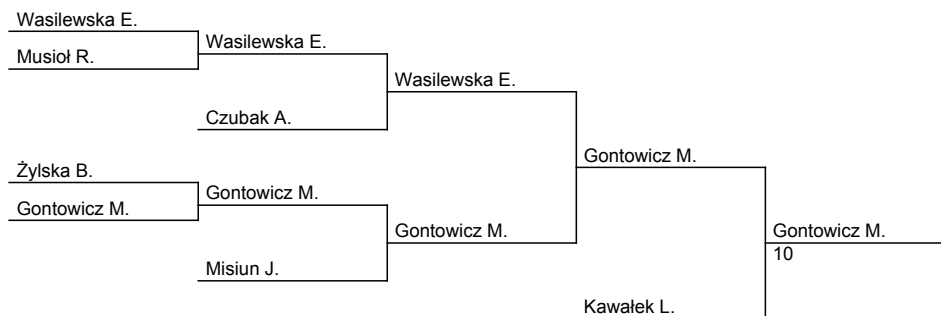 Wasilewska E.
Musioł R.
Wasilewska E.
Czubak A.
Wasilewska E.
Żylska B.
Gontowicz M.
Gontowicz M.
Misiun J.
Gontowicz M.
Gontowicz M.
Kawałek L.
Gontowicz M.
10